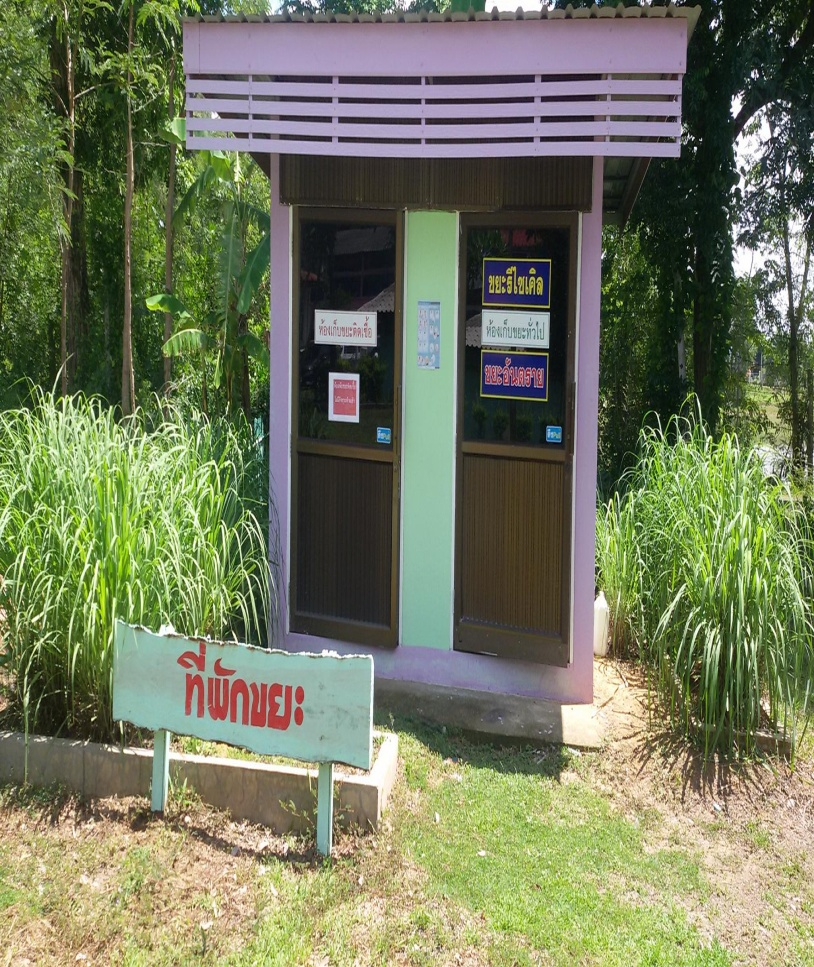 ห้องเก็บขยะติดเชื้อ
ขยะรีไซเคิล
ห้องเก็บขยะทั่วไป
ขยะอันตราย
ที่พักขยะ